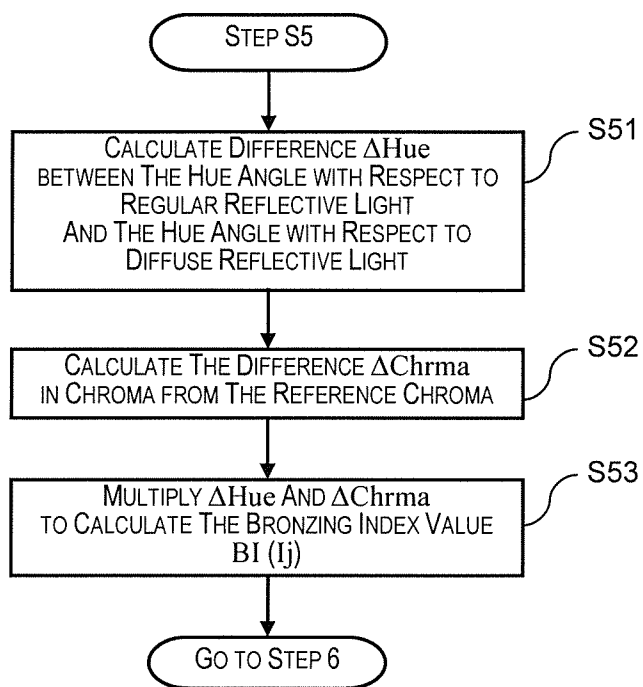 STEP S5
S51
CALCULATE DIFFERENCE ΔHue
BETWEEN THE HUE ANGLE WITH RESPECT TO
REGULAR REFLECTIVE LIGHT
AND THE HUE ANGLE WITH RESPECT TO
DIFFUSE REFLECTIVE LIGHT
S52
CALCULATE THE DIFFERENCE ΔChrma
IN CHROMA FROM THE REFERENCE CHROMA
S53
MULTIPLY ΔHue AND ΔChrma
TO CALCULATE THE BRONZING INDEX VALUE
BI (Ij)
GO TO STEP 6